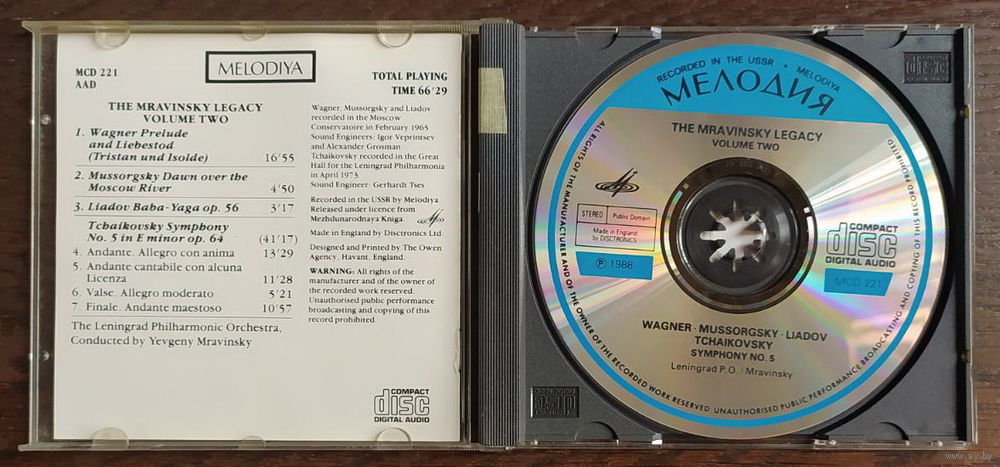 MCD 221
AAD
MELODIYA
TOTAL PLAYING
TIME 66'29
THE MRAVINSKY LEGACY
VOLUME TWO
1. Wagner Prelude
and Liebestod
(Tristan und Isolde) 16'55
2. Mussorgsky Dawn over the
Moscow River 4'50
3. Liadov Baba-Yaga op. 56 3'17
Tchaikovsky Symphony
No. 5 in E minor op. 64 (41'17)
4. Andante. Allegro con anima 13'29
5. Andante cantabile con alcuna
Licenza 11'28
6. Valse. Allegro moderato 5'21
7. Finale. Andante maestoso 10'57
The Leningrad Philharmonic Orchestra,
Conducted by Yevgeny Mravinsky
Wagner, Mussorgsky and Liadov
recorded in the Moscow
Conservatoire in February 1965
Sound Engineers: Igor Veprintsev
and Alexander Grosman
Tchaikovsky recorded in the Great
Hall for the Leningrad Philharmonia
in April 1973
Sound Engineer: Gerhardt Tses
Recorded in the USSR by Melodiya
Released under licence from
Mezhdunarodnaya Kniga.
Made in England by Disctronics Ltd.
Designed and Printed by The Owen
Agency, Havant, England.
WARNING: All rights of the
manufacturer and of the owner of
the recorded work reserved.
Unauthorised public performance
broadcasting and copying of this
record prohibited.
COMPACT
disc
DIGITAL AUDIO
RECORDED IN THE USSR • MELODIYA
МЕЛОДИЯ
THE MRAVINSKY LEGACY
VOLUME TWO
STEREO Public Domain
Made in England
by DISCTRONICS
℗ 1988
COMPACT
disc
DIGITAL AUDIO
MCD 221
WAGNER · MUSSORGSKY · LIADOV
TCHAIKOVSKY
SYMPHONY NO. 5
Leningrad P.O. / Mravinsky
ALL RIGHTS OF THE MANUFACTURER AND OF THE OWNER OF THE RECORDED WORK RESERVED. UNAUTHORISED PUBLIC PERFORMANCE BROADCASTING AND COPYING OF THIS RECORD PROHIBITED
COMPACT
disc
www.ay.by